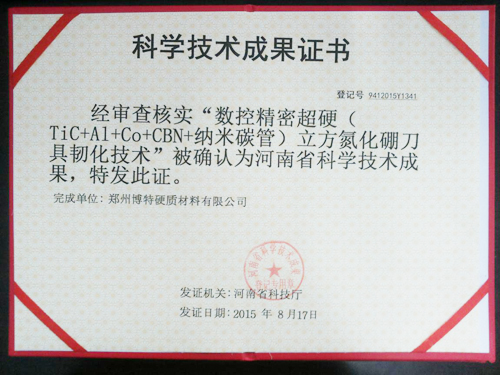 科学技术成果证书
登记号 9412015Y1341
经审查核实“数控精密超硬（
TiC+Al+Co+CBN+纳米碳管）立方氮化硼刀
具韧化技术”被确认为河南省科学技术成
果，特发此证。
完成单位：郑州博特硬质材料有限公司
发证机关：河南省科技厅
发证日期：2015 年 8月17日